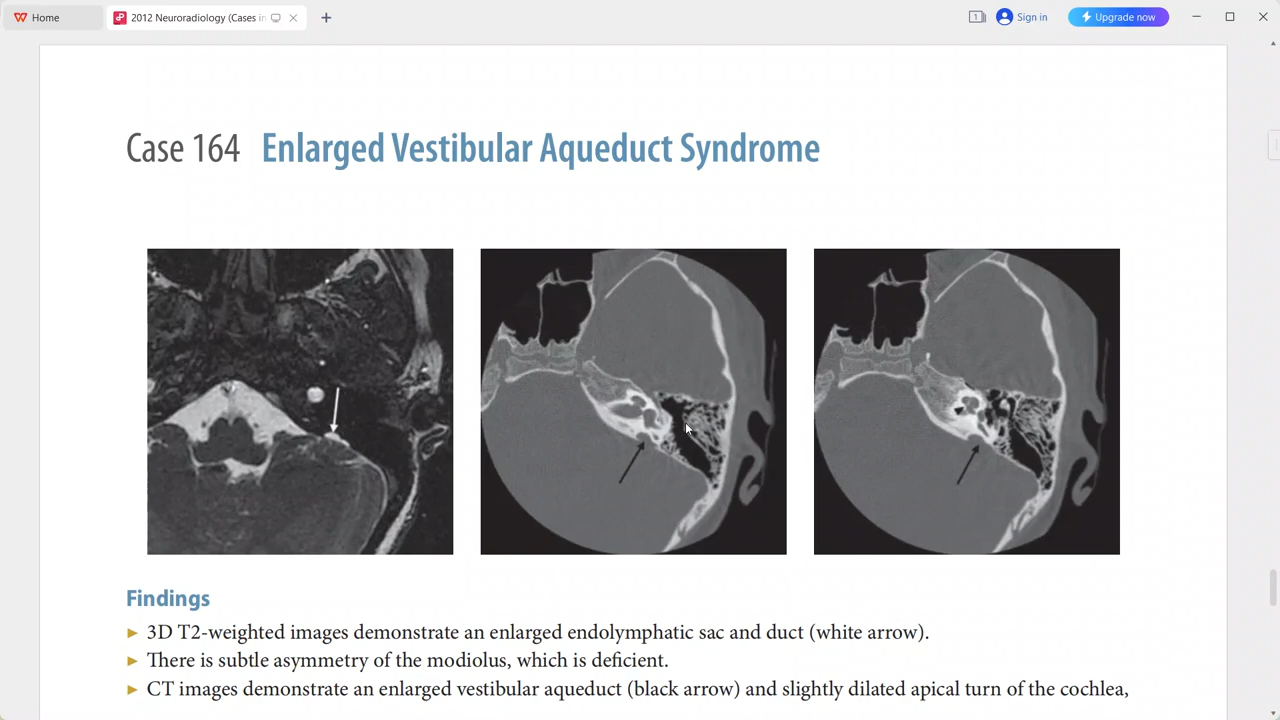 Home
2012 Neuroradiology (Cases in
1
Sign in
Upgrade now
Case 164 Enlarged Vestibular Aqueduct Syndrome
Findings
► 3D T2-weighted images demonstrate an enlarged endolymphatic sac and duct (white arrow).
► There is subtle asymmetry of the modiolus, which is deficient.
► CT images demonstrate an enlarged vestibular aqueduct (black arrow) and slightly dilated apical turn of the cochlea,